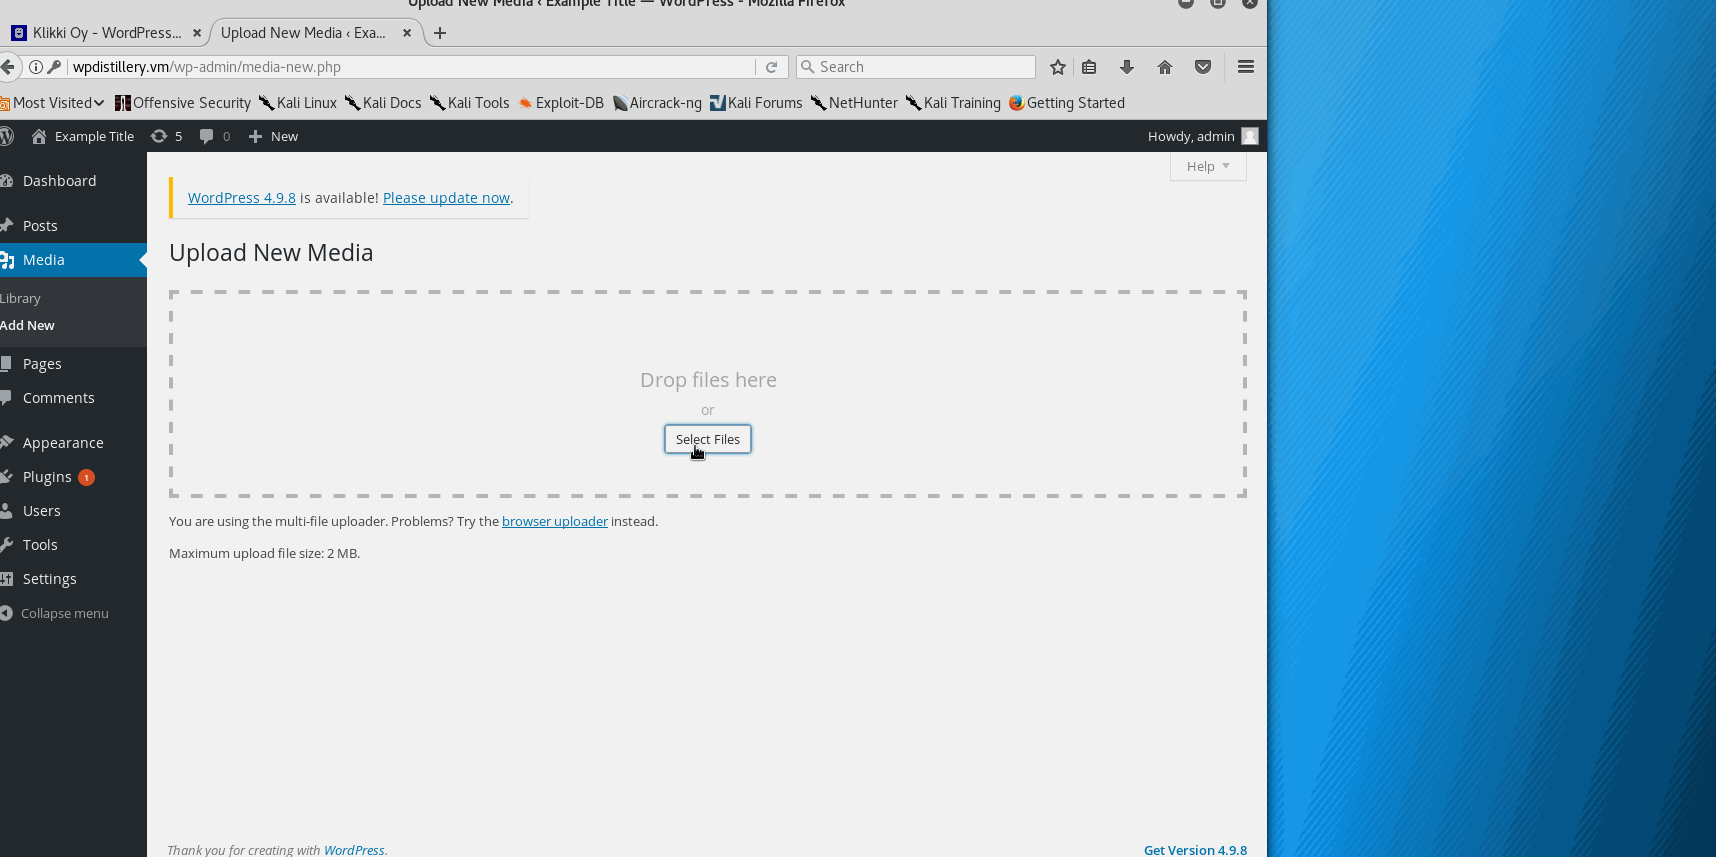 Upload New Media ‹ Example Title — WordPress - Mozilla Firefox
Klikki Oy - WordPress... Upload New Media ‹ Exa...
wpdistillery.vm/wp-admin/media-new.php Search
Most Visited Offensive Security Kali Linux Kali Docs Kali Tools Exploit-DB Aircrack-ng Kali Forums NetHunter Kali Training Getting Started
Example Title 5 0 New Howdy, admin
Help
Dashboard
WordPress 4.9.8 is available! Please update now.
Posts
Upload New Media
Media
Library
Add New
Pages
Drop files here
Comments
or
Select Files
Appearance
Plugins 1
Users
You are using the multi-file uploader. Problems? Try the browser uploader instead.
Tools
Maximum upload file size: 2 MB.
Settings
Collapse menu
Thank you for creating with WordPress. Get Version 4.9.8